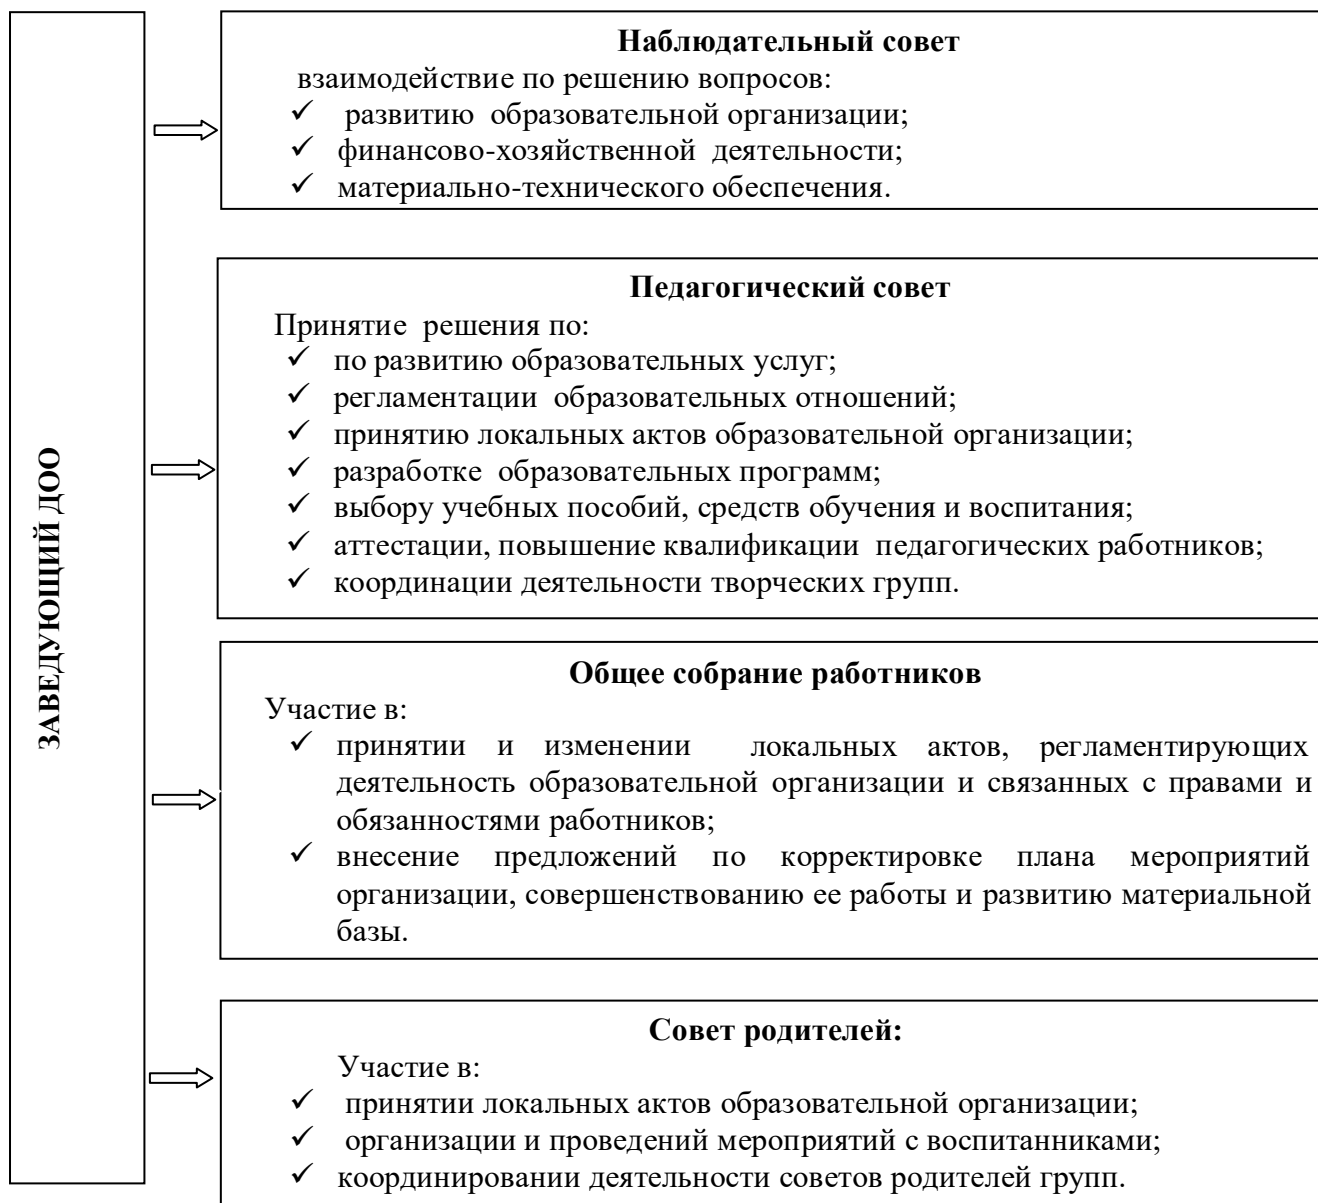 ЗАВЕДУЮЩИЙ ДОО
Наблюдательный совет
взаимодействие по решению вопросов:
✓ развитию образовательной организации;
✓ финансово-хозяйственной деятельности;
✓ материально-технического обеспечения.
Педагогический совет
Принятие решения по:
✓ по развитию образовательных услуг;
✓ регламентации образовательных отношений;
✓ принятию локальных актов образовательной организации;
✓ разработке образовательных программ;
✓ выбору учебных пособий, средств обучения и воспитания;
✓ аттестации, повышение квалификации педагогических работников;
✓ координации деятельности творческих групп.
Общее собрание работников
Участие в:
✓ принятии и изменении локальных актов, регламентирующих
деятельность образовательной организации и связанных с правами и
обязанностями работников;
✓ внесение предложений по корректировке плана мероприятий
организации, совершенствованию ее работы и развитию материальной
базы.
Совет родителей:
Участие в:
✓ принятии локальных актов образовательной организации;
✓ организации и проведений мероприятий с воспитанниками;
✓ координировании деятельности советов родителей групп.